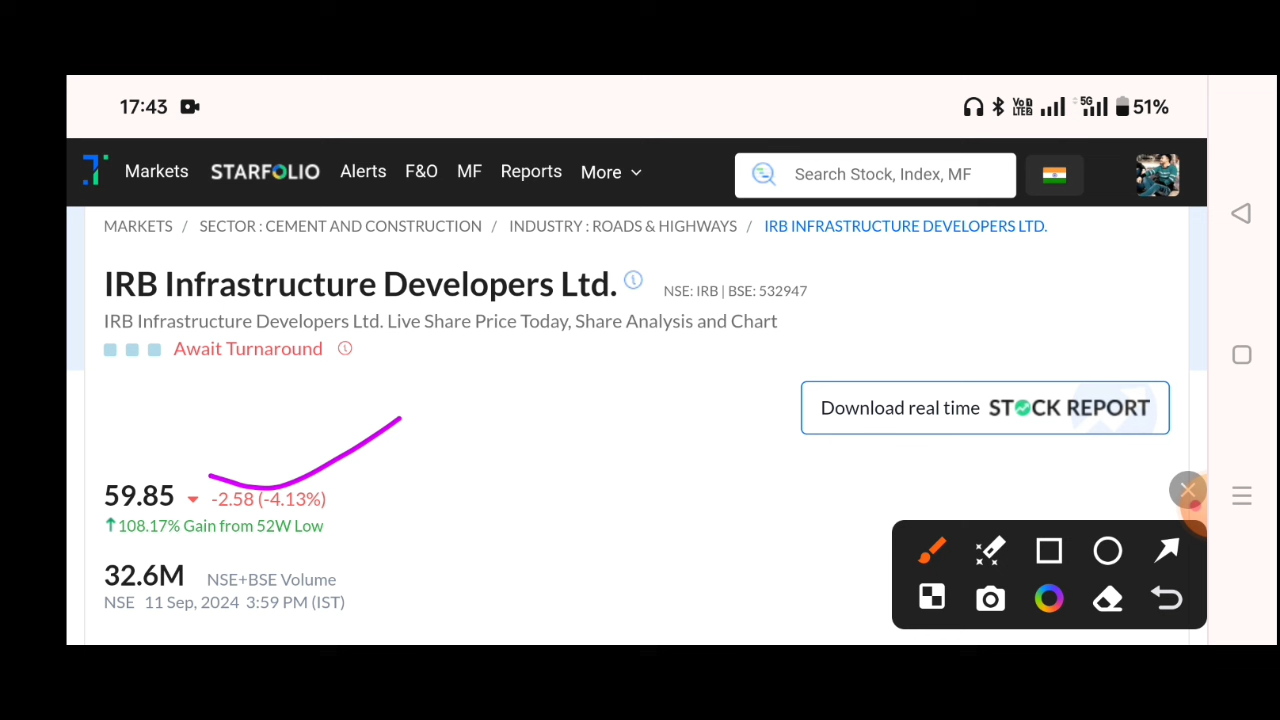 17:43 Vo LTE2 5G 51%
Markets STARFOLIO Alerts F&O MF Reports More Search Stock, Index, MF
MARKETS / SECTOR : CEMENT AND CONSTRUCTION / INDUSTRY : ROADS & HIGHWAYS / IRB INFRASTRUCTURE DEVELOPERS LTD.
IRB Infrastructure Developers Ltd. NSE: IRB | BSE: 532947
IRB Infrastructure Developers Ltd. Live Share Price Today, Share Analysis and Chart
Await Turnaround
Download real time STOCK REPORT
59.85 -2.58 (-4.13%)
108.17% Gain from 52W Low
32.6M NSE+BSE Volume
NSE 11 Sep, 2024 3:59 PM (IST)